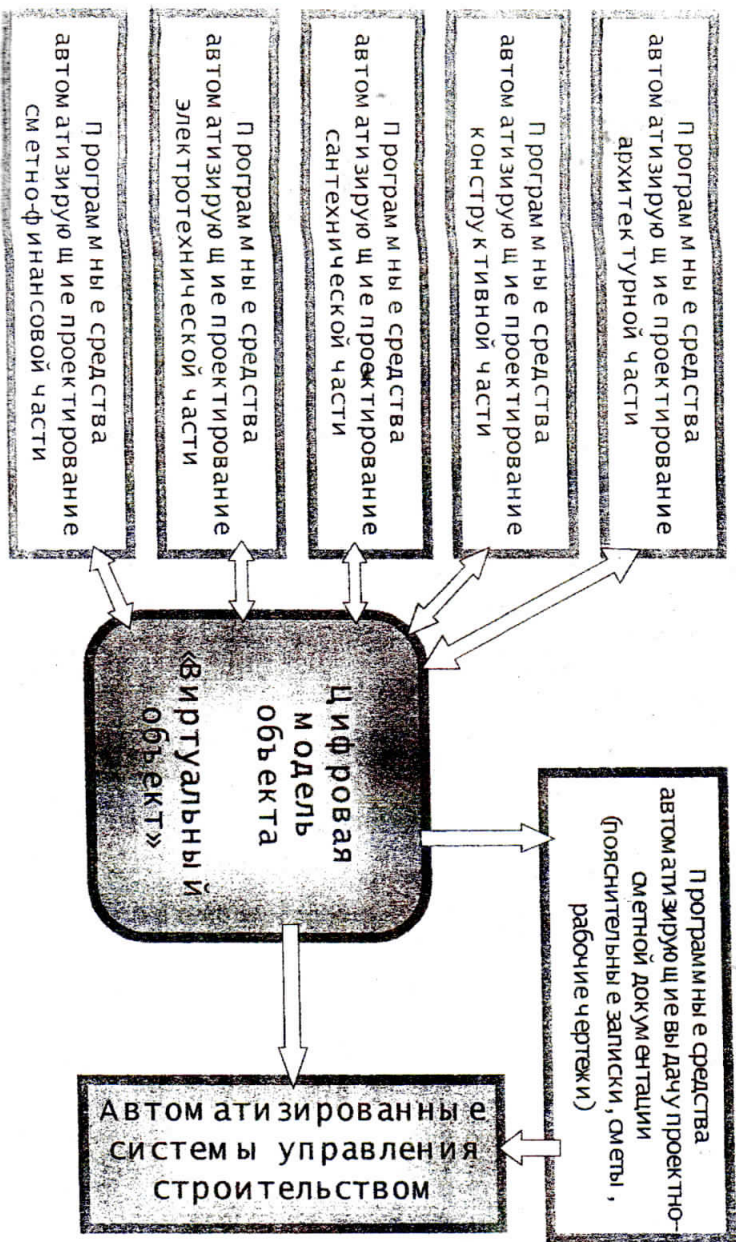 Программные средства
автоматизирующие проектирование
архитектурной части
Программные средства
автоматизирующие проектирование
конструктивной части
Программные средства
автоматизирующие проектирование
сантехнической части
Программные средства
автоматизирующие проектирование
электротехнической части
Программные средства
автоматизирующие проектирование
сметно-финансовой части
Цифровая
модель
объекта
«Виртуальный
объект»
Программные средства
автоматизирующие выдачу проектно-
сметной документации
(пояснительные записки, сметы,
рабочие чертежи)
Автоматизированные
системы управления
строительством